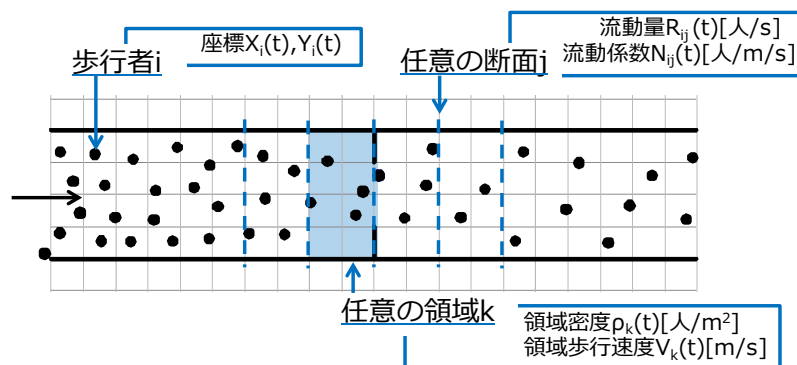 歩行者i
座標Xi(t),Yi(t)
任意の断面j
流動量Rij(t)[人/s]
流動係数Nij(t)[人/m/s]
任意の領域k
領域密度ρk(t)[人/m²]
領域歩行速度Vk(t)[m/s]